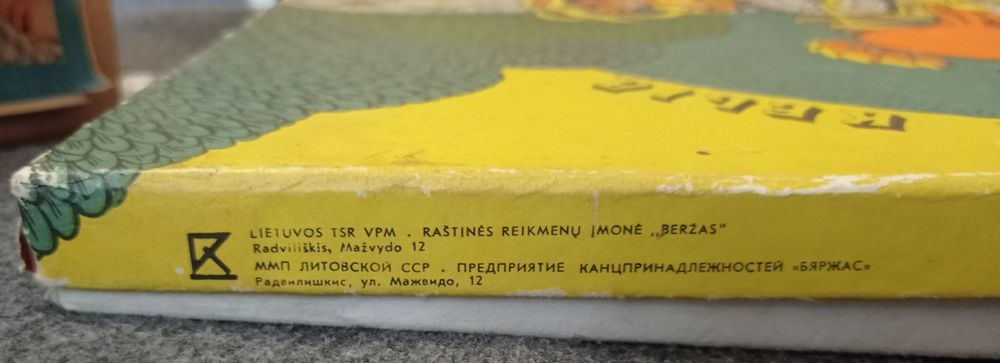 LIETUVOS TSR VPM . RAŠTINĖS REIKMENŲ ĮMONĖ „BERŽAS"
Radviliškis, Mažvydo 12
ММП ЛИТОВСКОЙ ССР . ПРЕДПРИЯТИЕ КАНЦПРИНАДЛЕЖНОСТЕЙ «БЯРЖАС»
Радвилишкис, ул. Мажвидо, 12